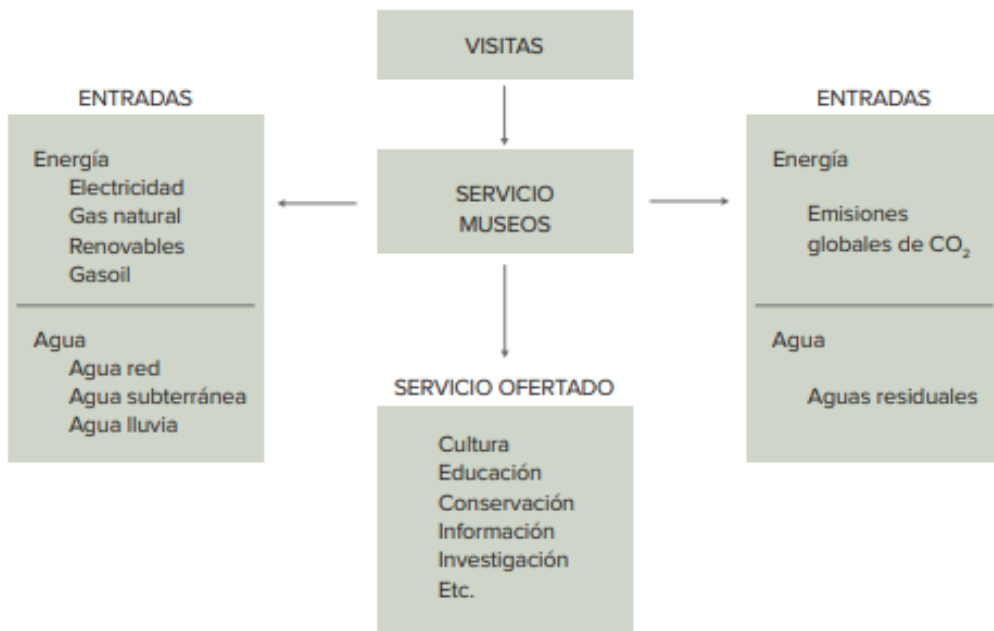 VISITAS
ENTRADAS
Energía
Electricidad
Gas natural
Renovables
Gasoil
Agua
Agua red
Agua subterránea
Agua lluvia
SERVICIO
MUSEOS
SERVICIO OFERTADO
Cultura
Educación
Conservación
Información
Investigación
Etc.
ENTRADAS
Energía
Emisiones
globales de CO₂
Agua
Aguas residuales